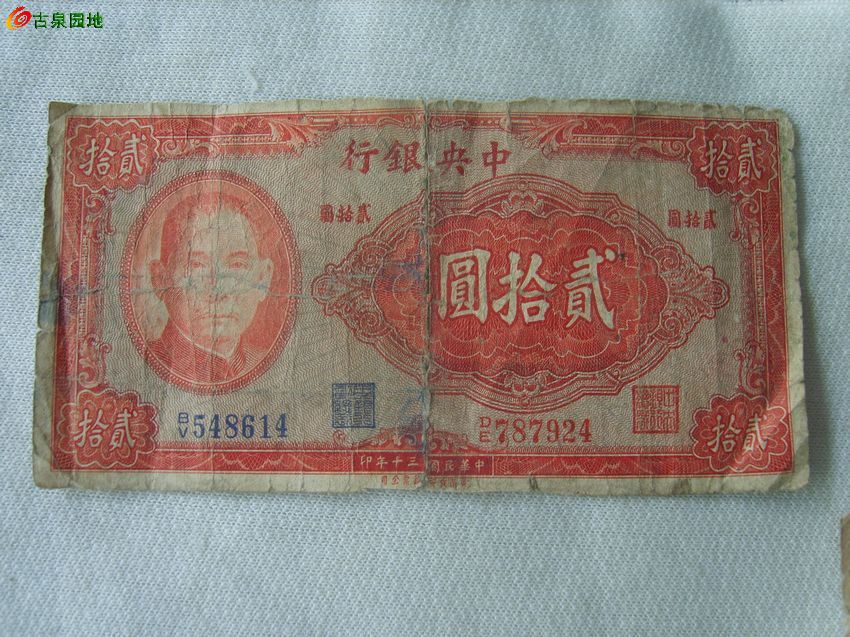 古泉园地
貳拾
貳拾
中央銀行
貳拾圓
貳拾圓
貳拾圓
B/V 548614
D/E 787924
貳拾
貳拾
中華民國三十年印